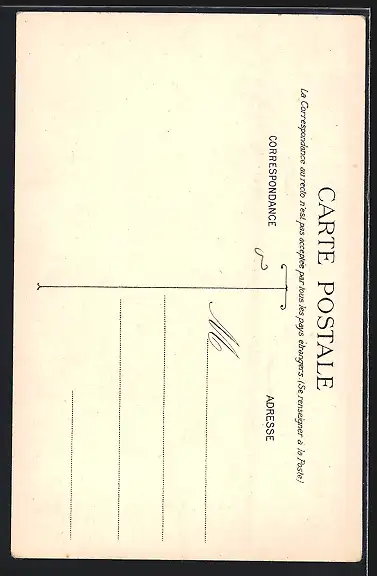 CARTE POSTALE
La Correspondance au recto n'est pas acceptée par tous les pays étrangers (Se renseigner à la Poste)
CORRESPONDANCE
ADRESSE
M